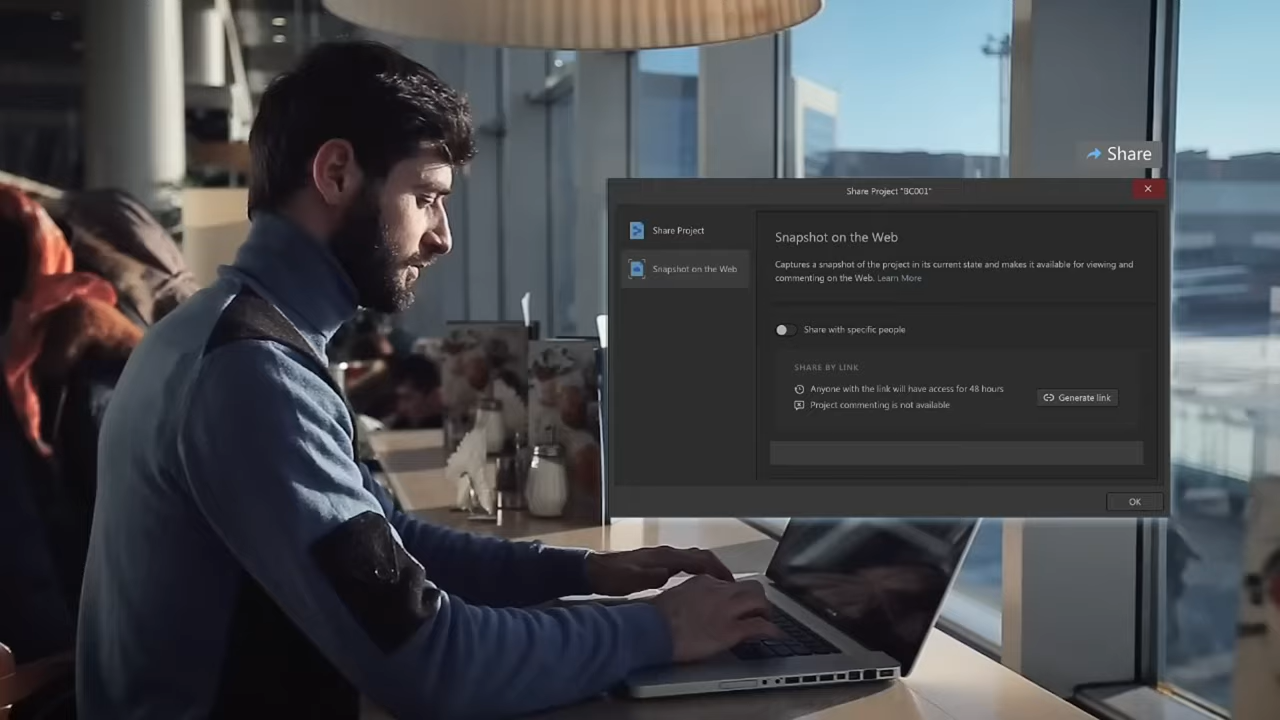 Share
Share Project "BC001"
Share Project
Snapshot on the Web
Snapshot on the Web
Captures a snapshot of the project in its current state and makes it available for viewing and
commenting on the Web. Learn More
Share with specific people
SHARE BY LINK
Anyone with the link will have access for 48 hours
Project commenting is not available
Generate link
OK